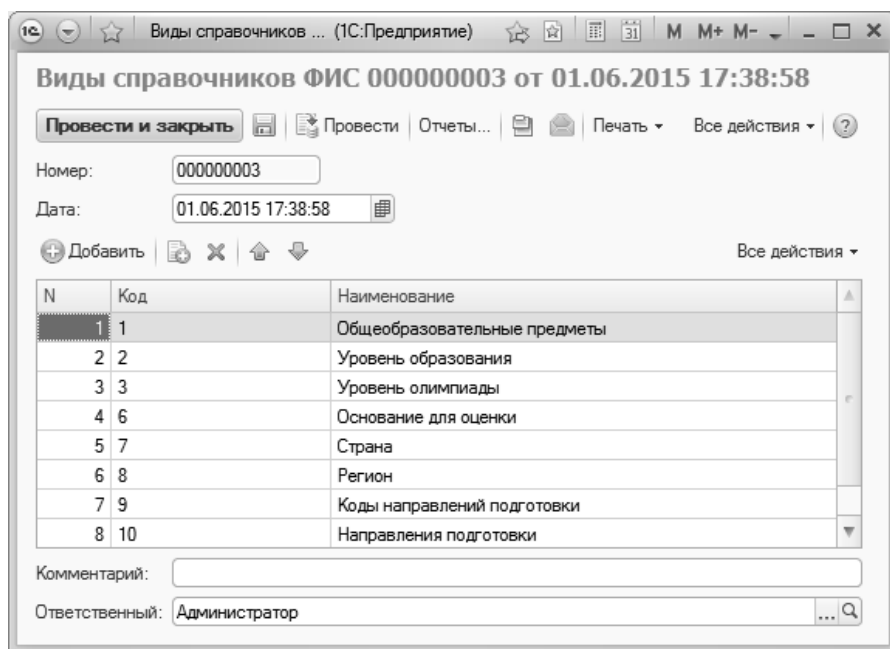 1С Виды справочников ... (1С:Предприятие) 31 M M+ M-
Виды справочников ФИС 000000003 от 01.06.2015 17:38:58
Провести и закрыть Провести Отчеты... Печать Все действия ?
Номер: 000000003
Дата: 01.06.2015 17:38:58
Добавить Все действия
N Код Наименование
1 1 Общеобразовательные предметы
2 2 Уровень образования
3 3 Уровень олимпиады
4 6 Основание для оценки
5 7 Страна
6 8 Регион
7 9 Коды направлений подготовки
8 10 Направления подготовки
Комментарий:
Ответственный: Администратор ...